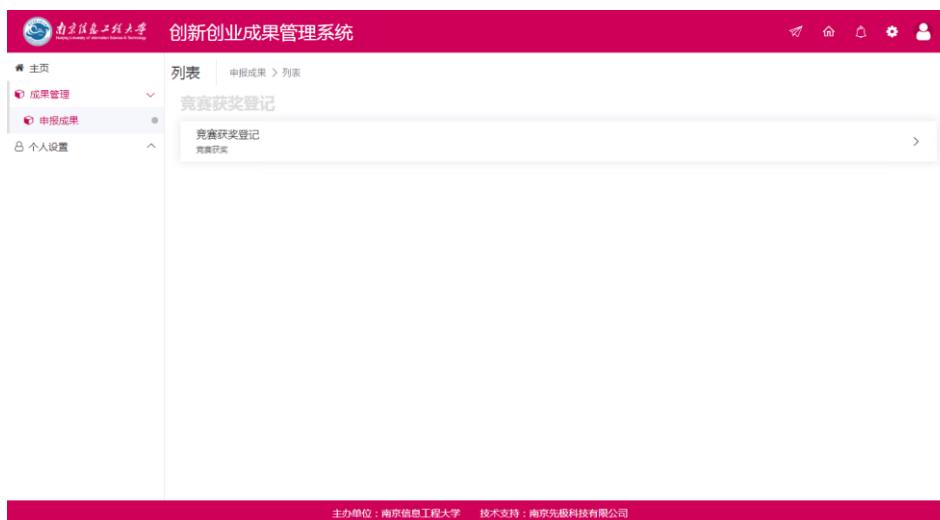 南京信息工程大学
创新创业成果管理系统
主页
成果管理
申报成果
个人设置
列表
申报成果 > 列表
竞赛获奖登记
竞赛获奖登记
竞赛获奖
主办单位：南京信息工程大学 技术支持：南京先极科技有限公司